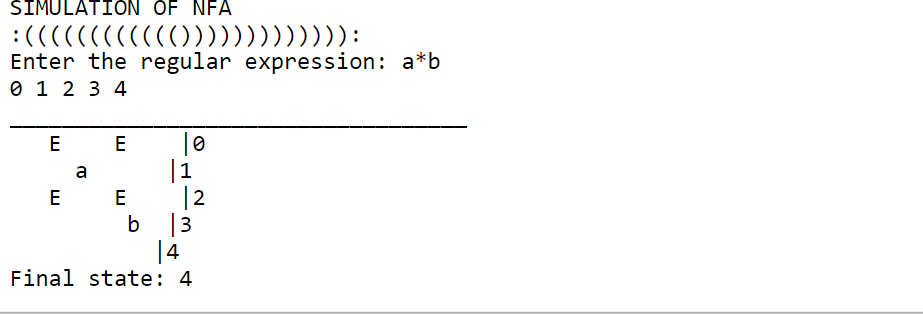 SIMULATION OF NFA
:(((((((((((())))))))))))):
Enter the regular expression: a*b
0 1 2 3 4
___________________________________
   E    E    |0
     a      |1
   E    E    |2
         b  |3
           |4
Final state: 4